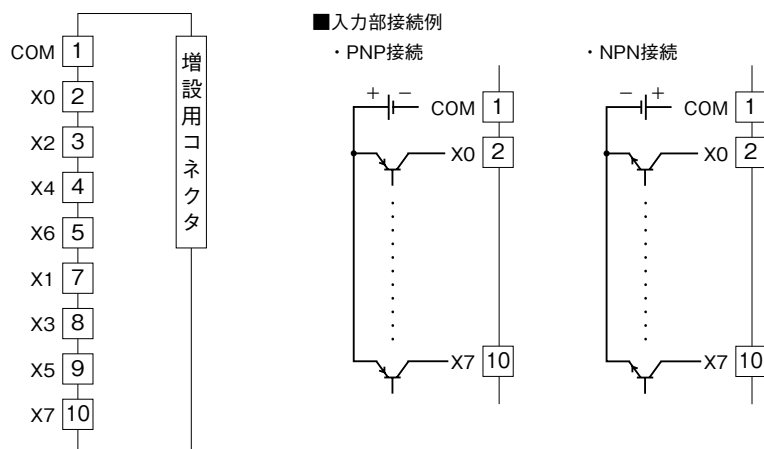 COM 1
X0 2
X2 3
X4 4
X6 5
X1 7
X3 8
X5 9
X7 10
増設用コネクタ
■入力部接続例
・PNP接続
+ −
COM 1
X0 2
X7 10
・NPN接続
− +
COM 1
X0 2
X7 10